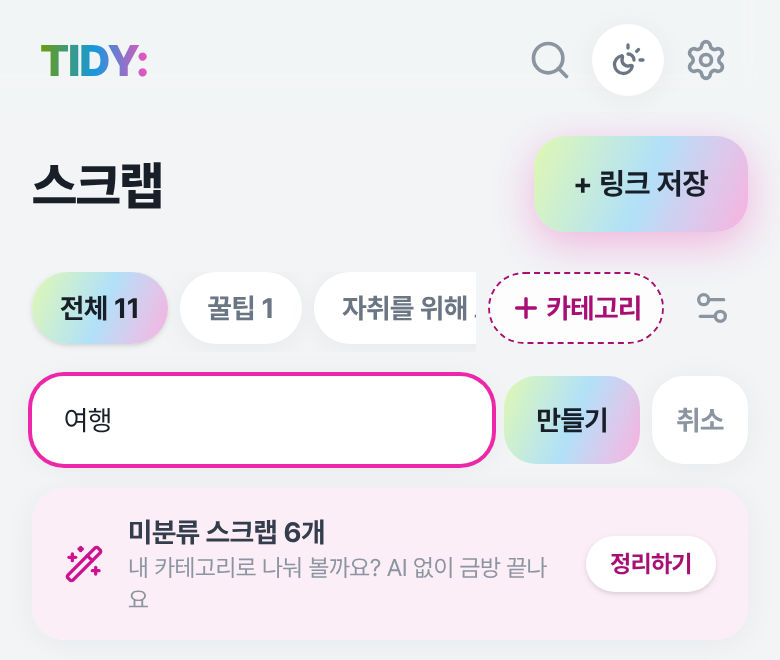 TIDY:
스크랩
+ 링크 저장
전체 11
꿀팁 1
자취를 위해
+ 카테고리
여행
만들기
취소
미분류 스크랩 6개
내 카테고리로 나눠 볼까요? AI 없이 금방 끝나
요
정리하기